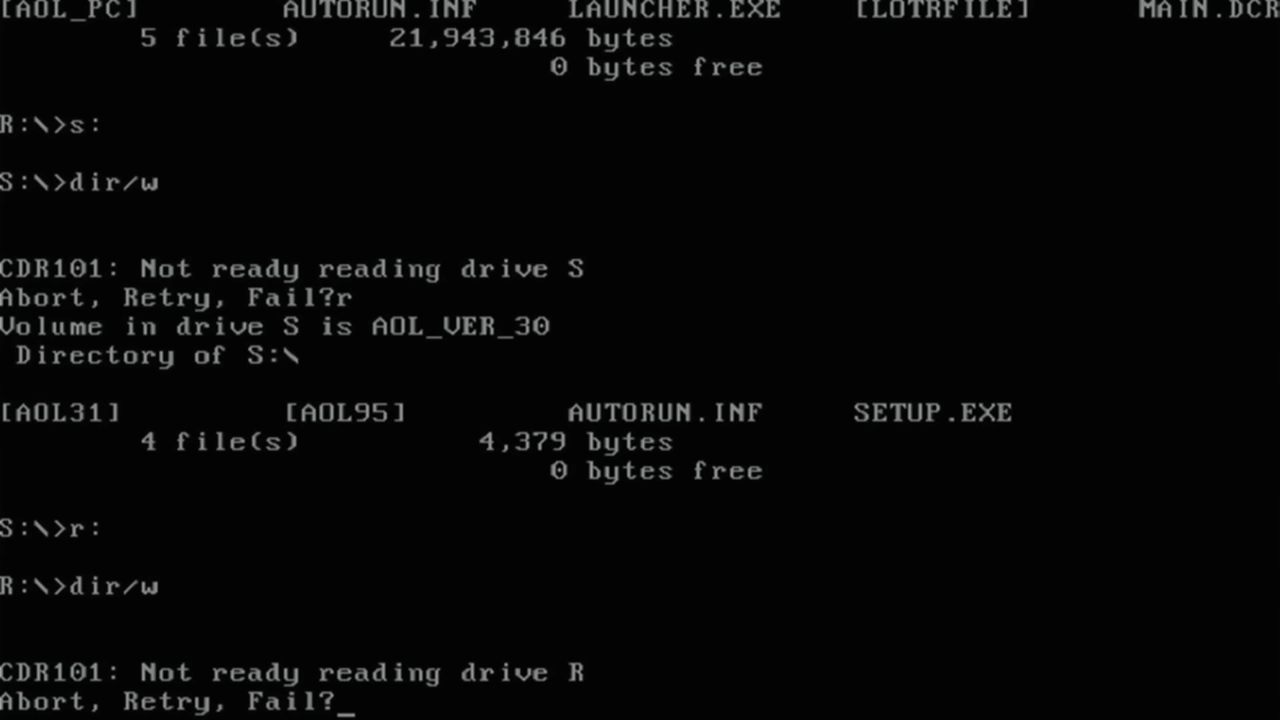 [AOL_PC] AUTORUN.INF LAUNCHER.EXE [LOTRFILE] MAIN.DCR
5 file(s) 21,943,846 bytes
0 bytes free
R:\>s:
S:\>dir/w
CDR101: Not ready reading drive S
Abort, Retry, Fail?r
Volume in drive S is AOL_VER_30
Directory of S:\
[AOL31] [AOL95] AUTORUN.INF SETUP.EXE
4 file(s) 4,379 bytes
0 bytes free
S:\>r:
R:\>dir/w
CDR101: Not ready reading drive R
Abort, Retry, Fail?_